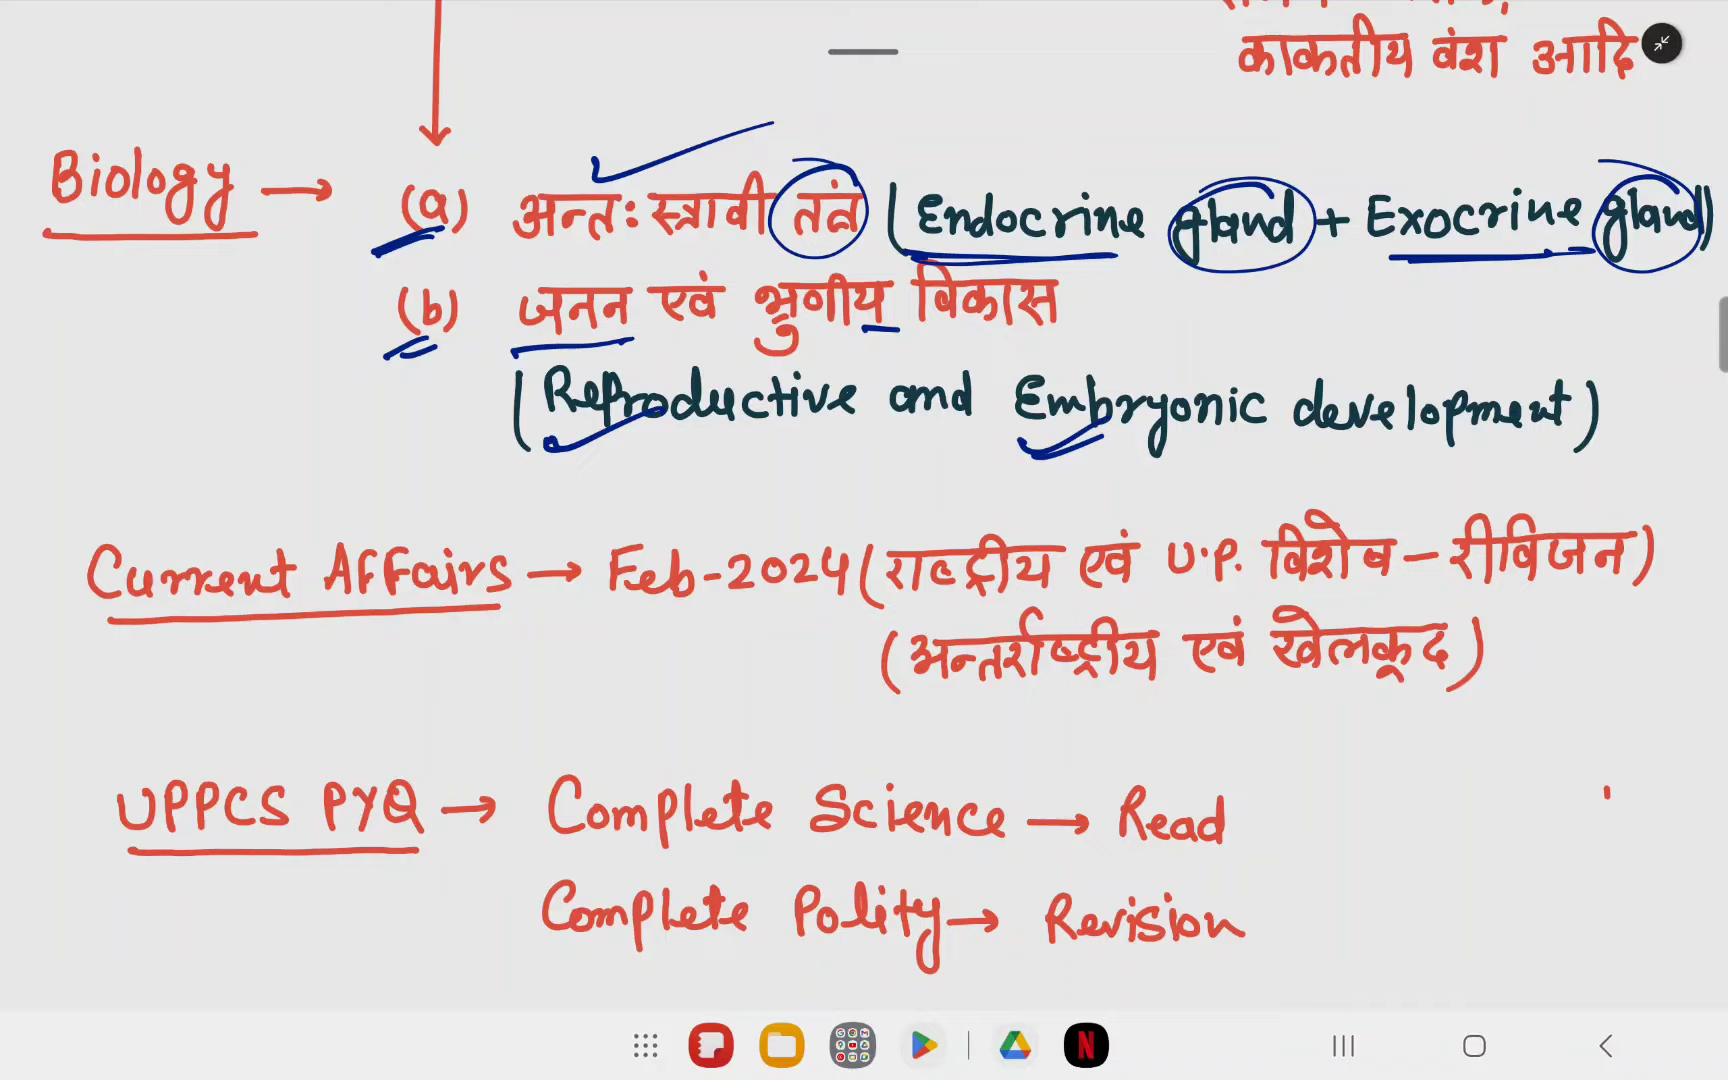 काकतीय वंश आदि
Biology → (a) अन्तः स्त्रावी तंत्र (Endocrine gland + Exocrine gland)
(b) जनन एवं भ्रुणीय विकास
(Reproductive and Embryonic development)
Current Affairs → Feb-2024 (राष्ट्रीय एवं U.P. विशेष – रीविजन)
(अन्तर्राष्ट्रीय एवं खेलकूद)
UPPCS PYQ → Complete Science → Read
Complete Polity → Revision